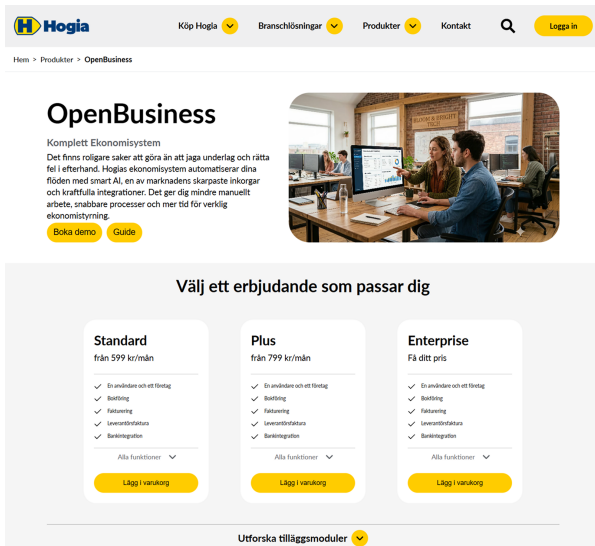 Hogia
Köp Hogia
Branschlösningar
Produkter
Kontakt
Logga in
Hem > Produkter > OpenBusiness
OpenBusiness
Komplett Ekonomisystem
Det finns roligare saker att göra än att jaga underlag och rätta
fel i efterhand. Hogias ekonomisystem automatiserar dina
flöden med smart AI, en av marknadens skarpaste inkorgar
och kraftfulla integrationer. Det ger dig mindre manuellt
arbete, snabbare processer och mer tid för verklig
ekonomistyrning.
Boka demo
Guide
Välj ett erbjudande som passar dig
Standard
från 599 kr/mån
En användare och ett företag
Bokföring
Fakturering
Leverantörsfaktura
Bankintegration
Alla funktioner
Lägg i varukorg
Plus
från 799 kr/mån
En användare och ett företag
Bokföring
Fakturering
Leverantörsfaktura
Bankintegration
Alla funktioner
Lägg i varukorg
Enterprise
Få ditt pris
En användare och ett företag
Bokföring
Fakturering
Leverantörsfaktura
Bankintegration
Alla funktioner
Lägg i varukorg
Utforska tilläggsmoduler